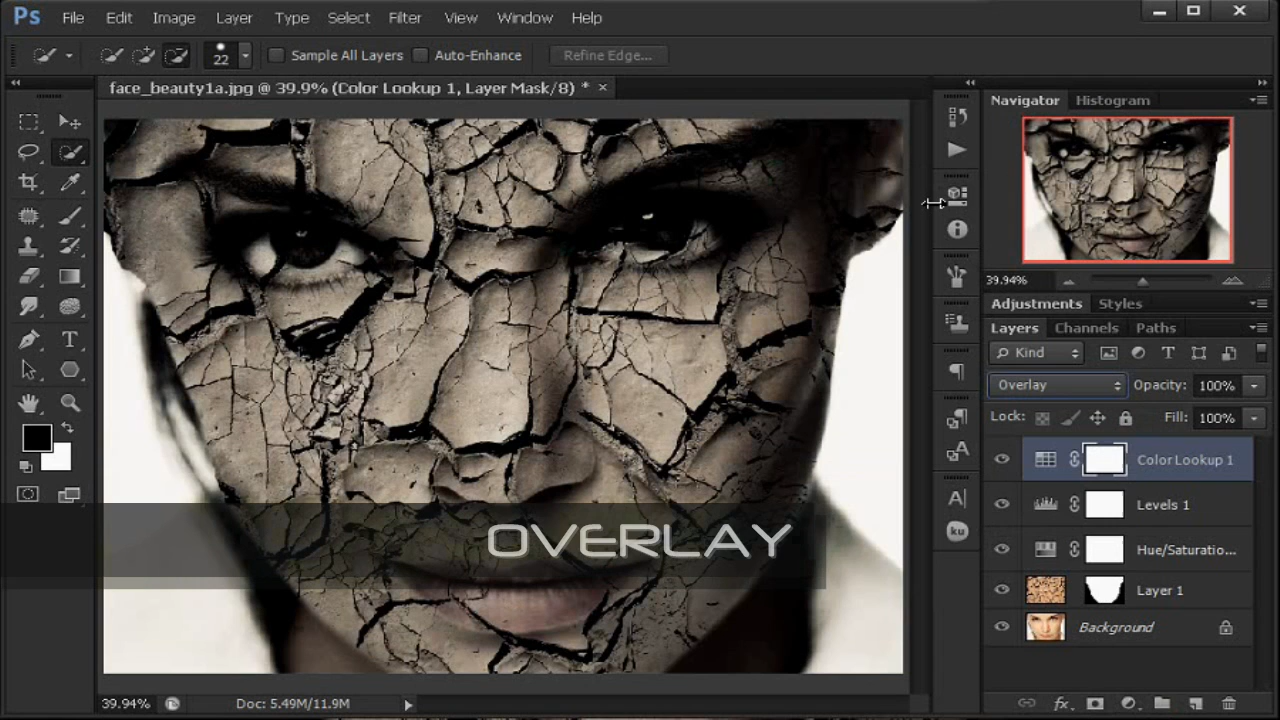 Ps File Edit Image Layer Type Select Filter View Window Help
22 Sample All Layers Auto-Enhance Refine Edge...
face_beauty1a.jpg @ 39.9% (Color Lookup 1, Layer Mask/8) * ×
Navigator Histogram
39.94%
Adjustments Styles
Layers Channels Paths
Kind
Overlay Opacity: 100%
Lock: Fill: 100%
Color Lookup 1
Levels 1
Hue/Saturatio...
Layer 1
Background
OVERLAY
ku
39.94% Doc: 5.49M/11.9M